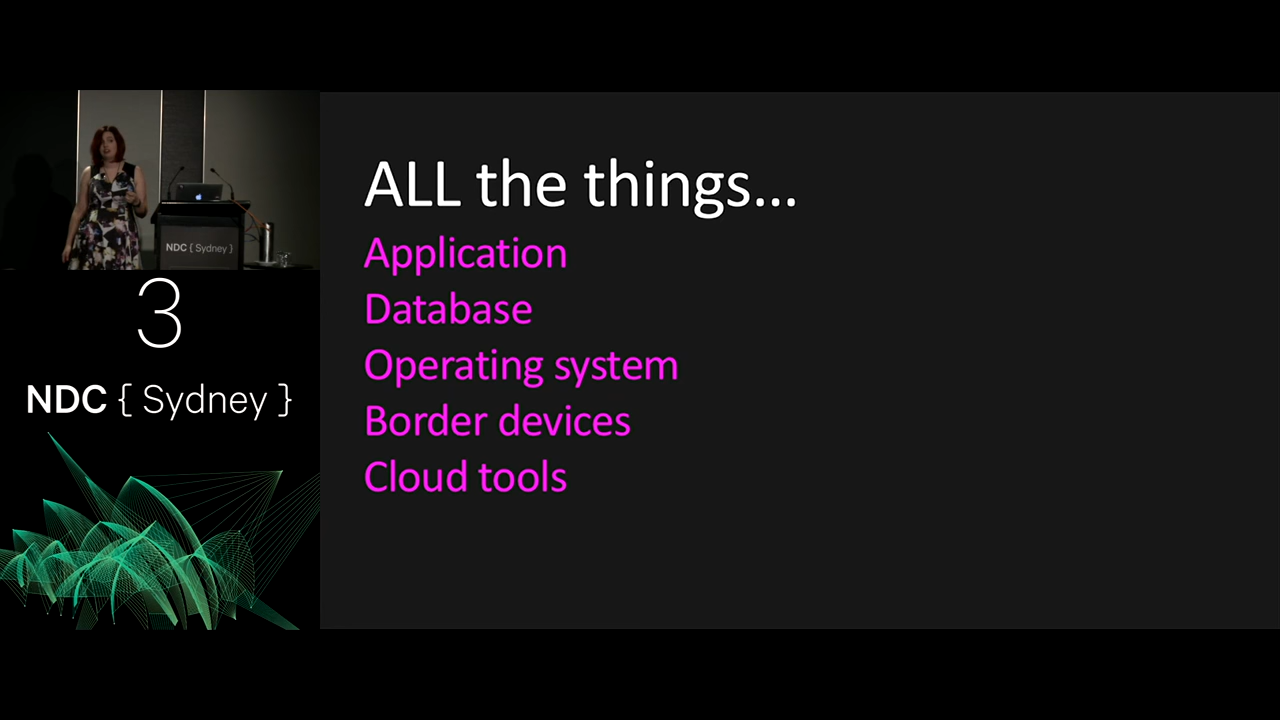 NDC { Sydney }
3
NDC { Sydney }
ALL the things...
Application
Database
Operating system
Border devices
Cloud tools